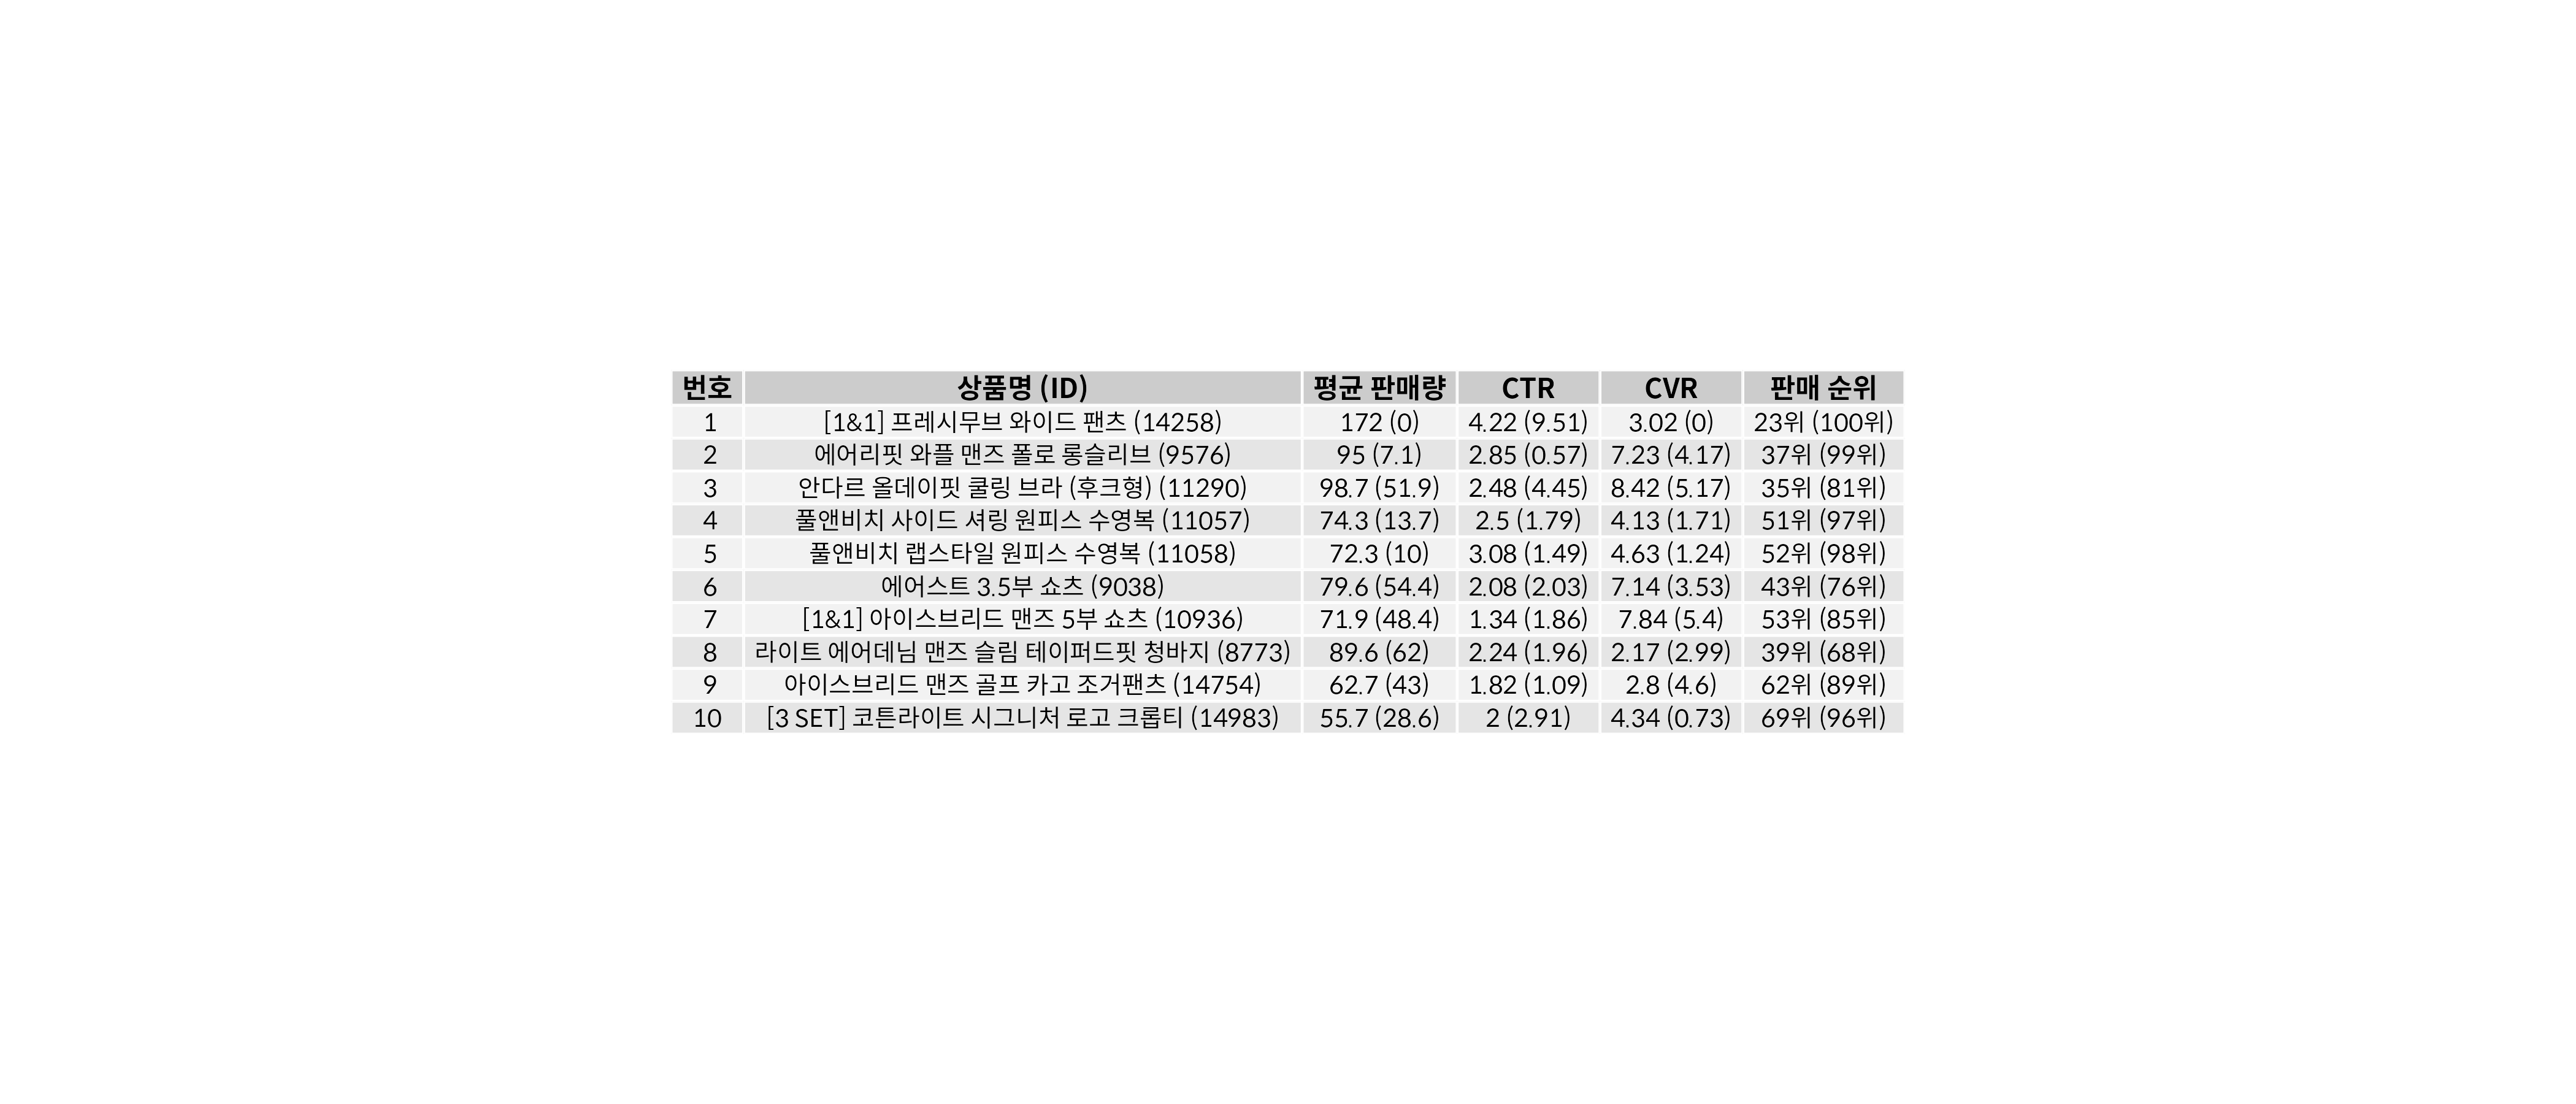 번호 상품명 (ID) 평균 판매량 CTR CVR 판매 순위
1 [1&1] 프레시무브 와이드 팬츠 (14258) 172 (0) 4.22 (9.51) 3.02 (0) 23위 (100위)
2 에어리핏 와플 맨즈 폴로 롱슬리브 (9576) 95 (7.1) 2.85 (0.57) 7.23 (4.17) 37위 (99위)
3 안다르 올데이핏 쿨링 브라 (후크형) (11290) 98.7 (51.9) 2.48 (4.45) 8.42 (5.17) 35위 (81위)
4 풀앤비치 사이드 셔링 원피스 수영복 (11057) 74.3 (13.7) 2.5 (1.79) 4.13 (1.71) 51위 (97위)
5 풀앤비치 랩스타일 원피스 수영복 (11058) 72.3 (10) 3.08 (1.49) 4.63 (1.24) 52위 (98위)
6 에어스트 3.5부 쇼츠 (9038) 79.6 (54.4) 2.08 (2.03) 7.14 (3.53) 43위 (76위)
7 [1&1] 아이스브리드 맨즈 5부 쇼츠 (10936) 71.9 (48.4) 1.34 (1.86) 7.84 (5.4) 53위 (85위)
8 라이트 에어데님 맨즈 슬림 테이퍼드핏 청바지 (8773) 89.6 (62) 2.24 (1.96) 2.17 (2.99) 39위 (68위)
9 아이스브리드 맨즈 골프 카고 조거팬츠 (14754) 62.7 (43) 1.82 (1.09) 2.8 (4.6) 62위 (89위)
10 [3 SET] 코튼라이트 시그니처 로고 크롭티 (14983) 55.7 (28.6) 2 (2.91) 4.34 (0.73) 69위 (96위)